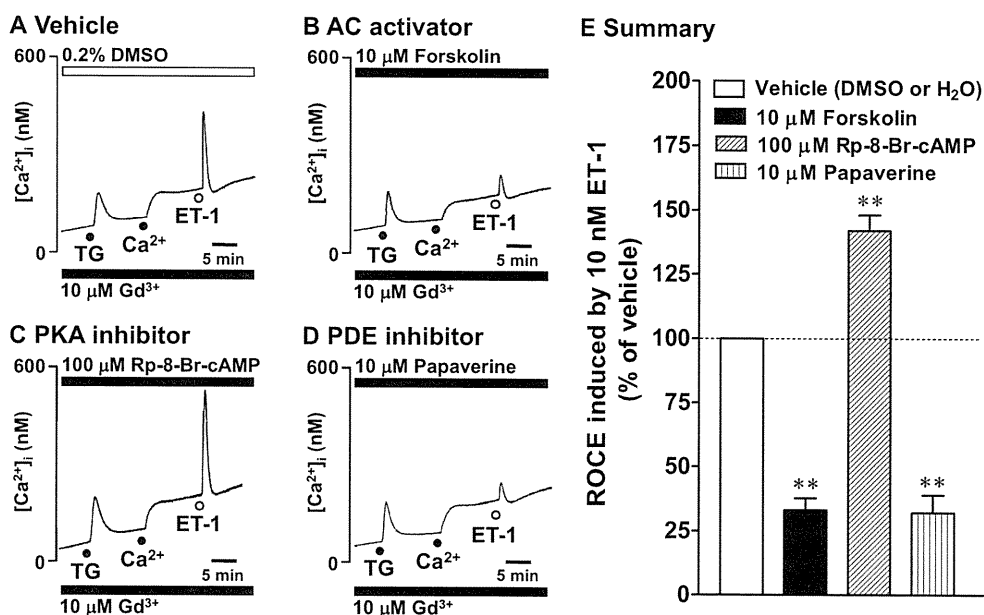 A Vehicle
600
0.2% DMSO
[Ca²⁺]ᵢ (nM)
0
TG
Ca²⁺
ET-1
5 min
10 µM Gd³⁺
B AC activator
600
10 µM Forskolin
0
TG
Ca²⁺
ET-1
5 min
10 µM Gd³⁺
C PKA inhibitor
600
100 µM Rp-8-Br-cAMP
[Ca²⁺]ᵢ (nM)
0
TG
Ca²⁺
ET-1
5 min
10 µM Gd³⁺
D PDE inhibitor
600
10 µM Papaverine
0
TG
Ca²⁺
ET-1
5 min
10 µM Gd³⁺
E Summary
ROCE induced by 10 nM ET-1
(% of vehicle)
200
175
150
125
100
75
50
25
0
Vehicle (DMSO or H₂O)
10 µM Forskolin
100 µM Rp-8-Br-cAMP
10 µM Papaverine
**
**
**